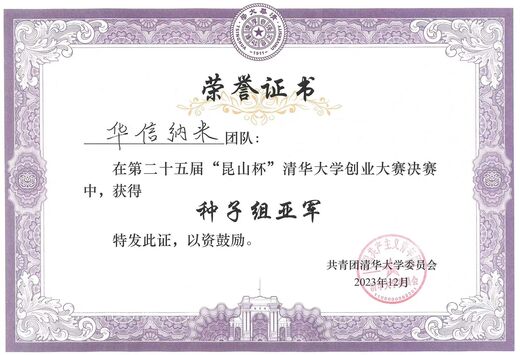 1911
荣誉证书
华信纳米团队：
在第二十五届“昆山杯”清华大学创业大赛决赛
中，获得
种子组亚军
特发此证，以资鼓励。
共青团清华大学委员会
2023年12月